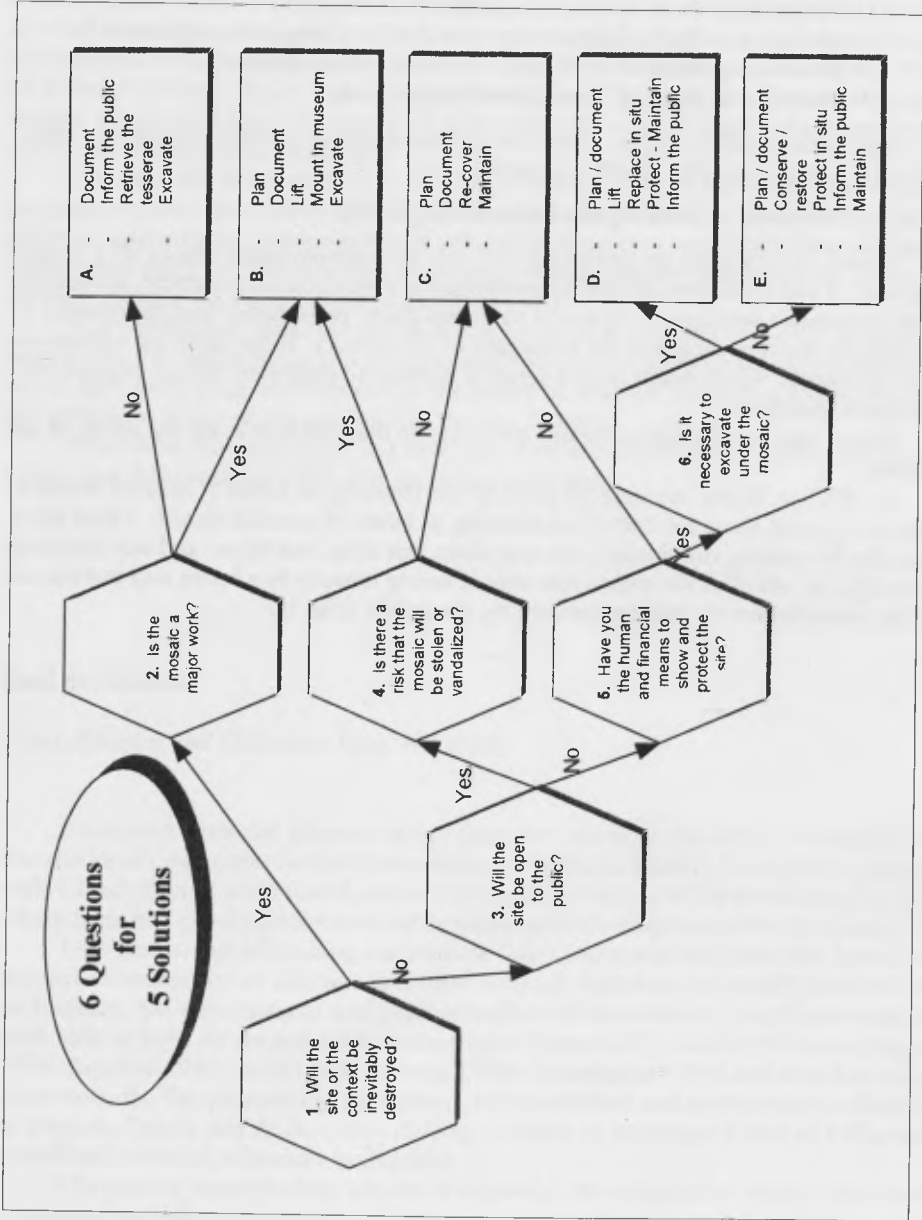 6 Questions
for
5 Solutions
1. Will the
site or the
context be
inevitably
destroyed?
Yes
No
2. Is the
mosaic a
major work?
No
Yes
3. Will the
site be open
to the
public?
Yes
No
4. Is there a
risk that the
mosaic will
be stolen or
vandalized?
Yes
No
5. Have you
the human
and financial
means to
show and
protect the
site?
No
Yes
6. Is it
necessary to
excavate
under the
mosaic?
Yes
No
A.
- Document
- Inform the public
- Retrieve the
tesserae
- Excavate
B.
- Plan
- Document
- Lift
- Mount in museum
- Excavate
C.
- Plan
- Document
- Re-cover
- Maintain
D.
- Plan / document
- Lift
- Replace in situ
- Protect - Maintain
- Inform the public
E.
- Plan / document
- Conserve /
restore
- Protect in situ
- Inform the public
- Maintain